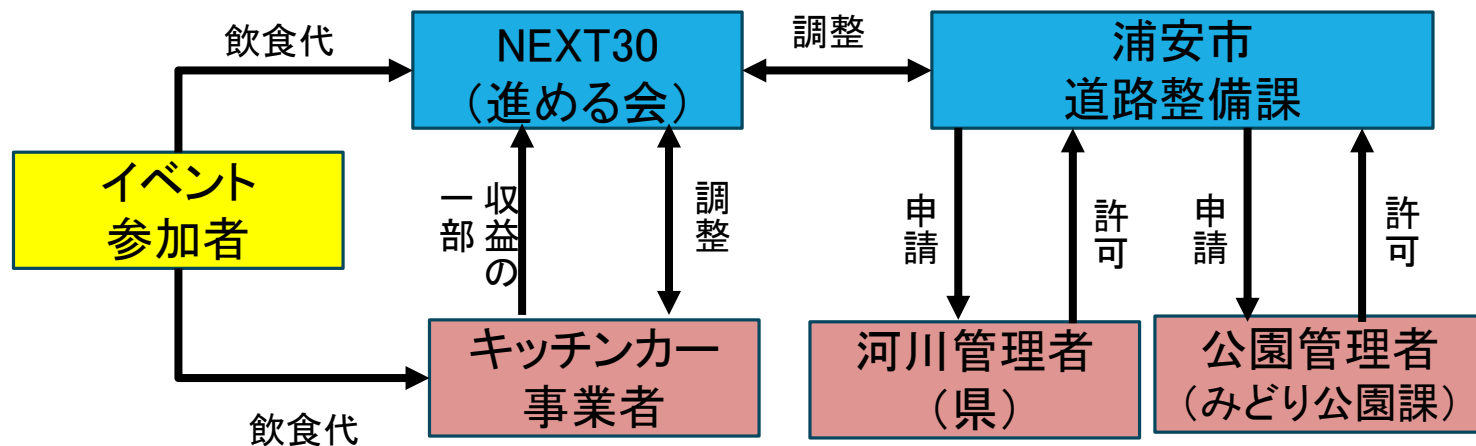 飲食代
NEXT30
（進める会）
調整
浦安市
道路整備課
イベント
参加者
収益の
一部
調整
申請
許可
申請
許可
キッチンカー
事業者
河川管理者
（県）
公園管理者
（みどり公園課）
飲食代